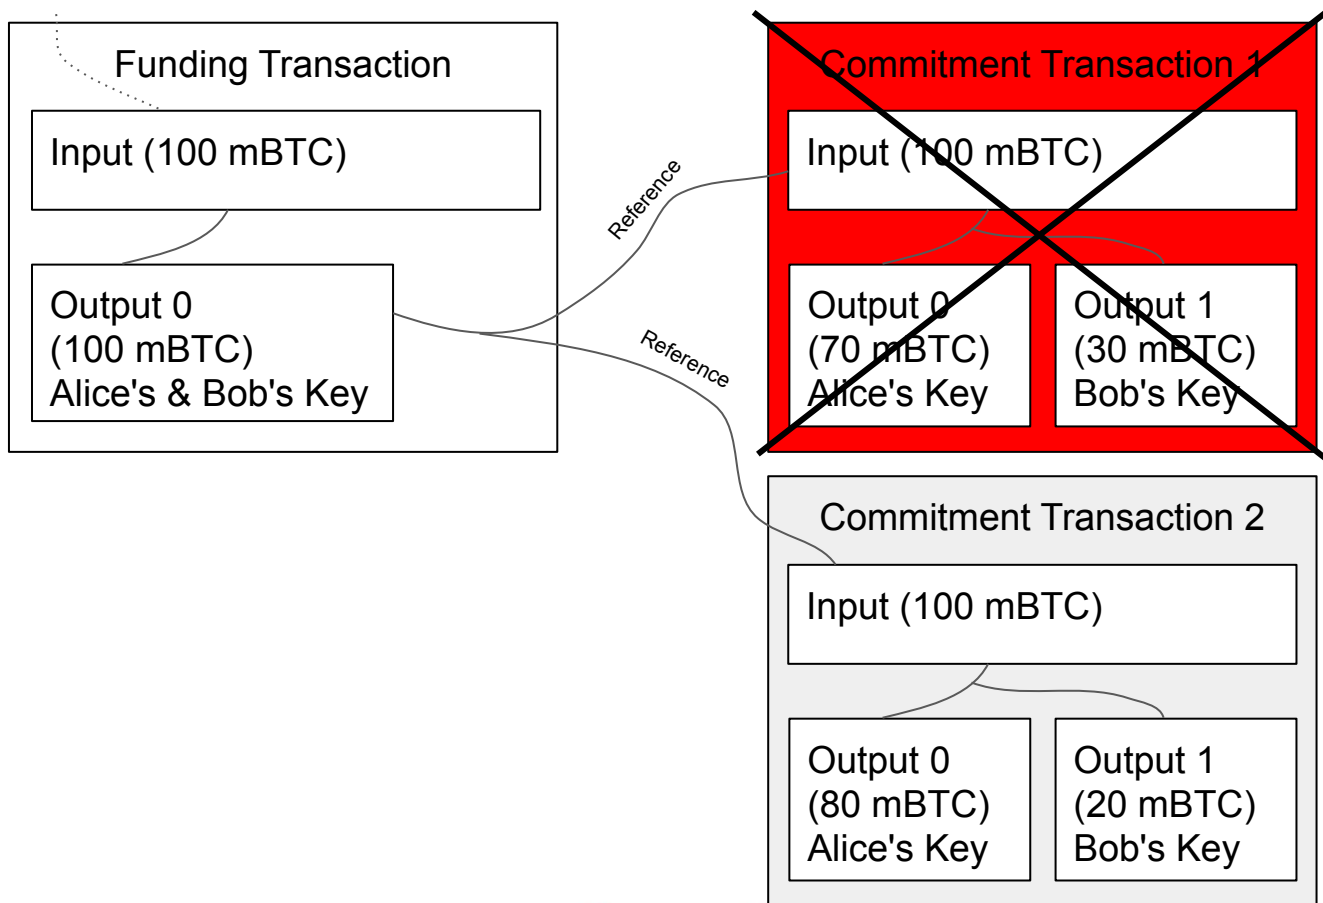 Funding Transaction
Input (100 mBTC)
Output 0
(100 mBTC)
Alice's & Bob's Key
Reference
Reference
Commitment Transaction 1
Input (100 mBTC)
Output 0
(70 mBTC)
Alice's Key
Output 1
(30 mBTC)
Bob's Key
Commitment Transaction 2
Input (100 mBTC)
Output 0
(80 mBTC)
Alice's Key
Output 1
(20 mBTC)
Bob's Key